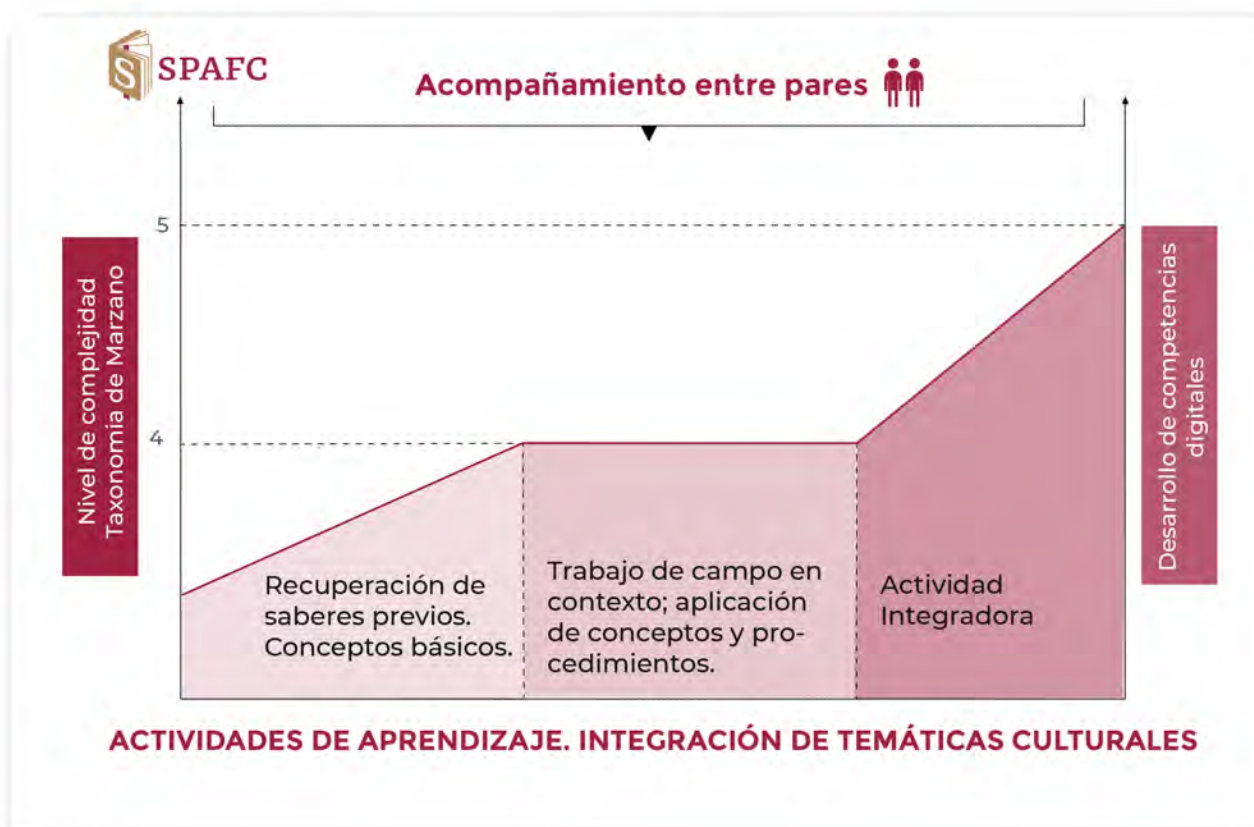 S SPAFC
Acompañamiento entre pares
5
4
Nivel de complejidad
Taxonomia de Marzano
Desarrollo de competencias
digitales
Recuperación de
saberes previos.
Conceptos básicos.
Trabajo de campo en
contexto; aplicación
de conceptos y pro-
cedimientos.
Actividad
Integradora
ACTIVIDADES DE APRENDIZAJE. INTEGRACIÓN DE TEMÁTICAS CULTURALES